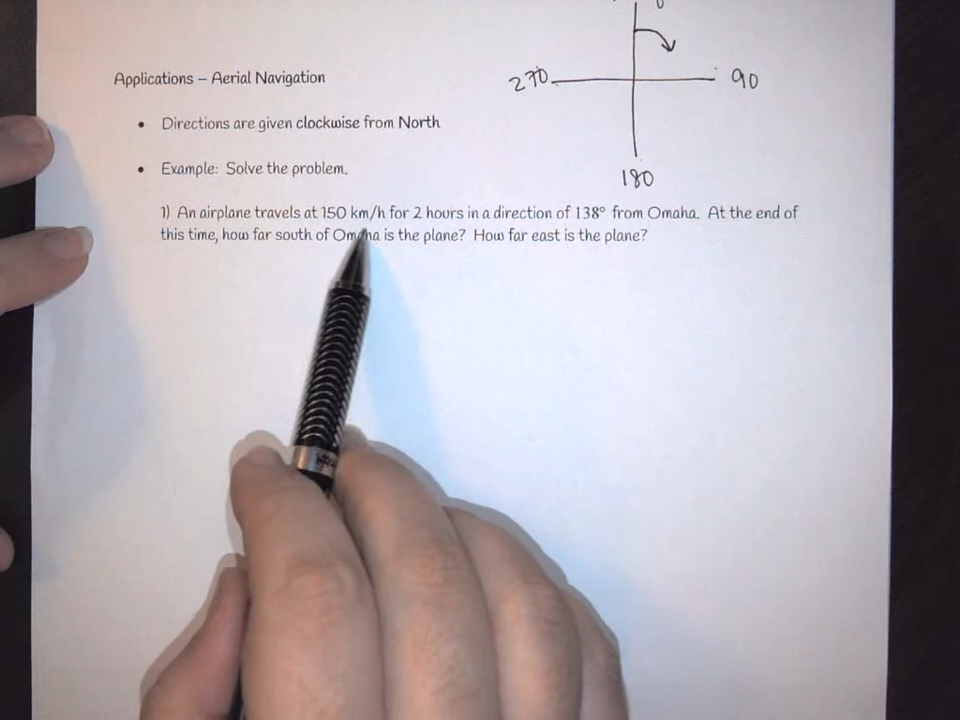 270 90
Applications – Aerial Navigation
• Directions are given clockwise from North
• Example: Solve the problem.
180
1) An airplane travels at 150 km/h for 2 hours in a direction of 138° from Omaha. At the end of
this time, how far south of Omaha is the plane? How far east is the plane?